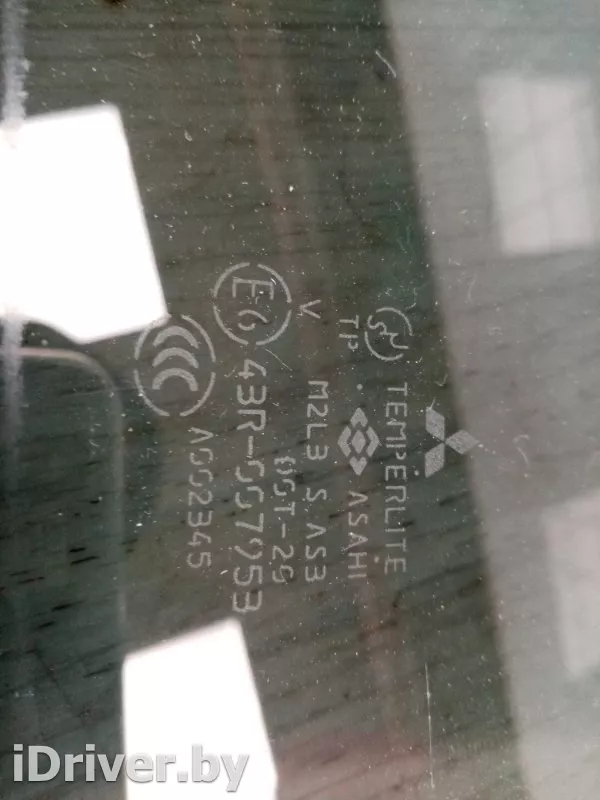 TEMPERLITE
TP · ASAHI
V M2L3 S AS3
DOT-29
E6 43R-007953
A002345
iDriver.by